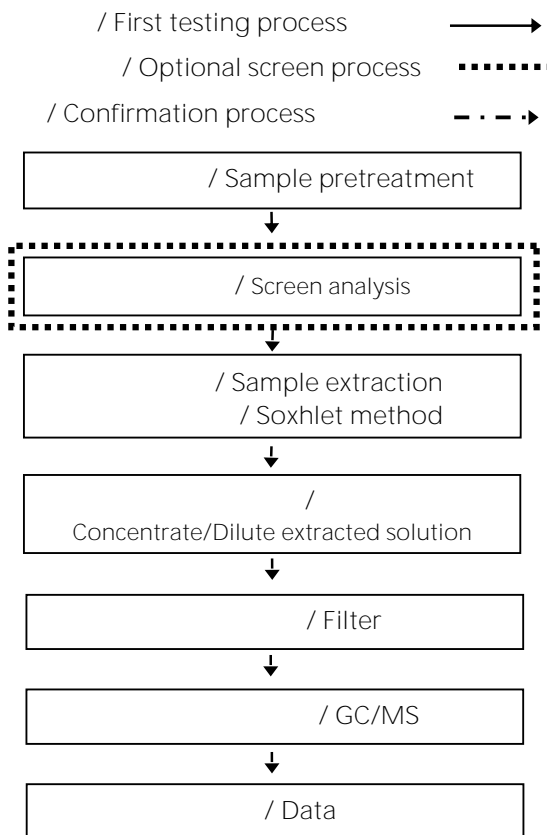 / First testing process
/ Optional screen process
/ Confirmation process
/ Sample pretreatment
/ Screen analysis
/ Sample extraction
/ Soxhlet method
/
Concentrate/Dilute extracted solution
/ Filter
/ GC/MS
/ Data